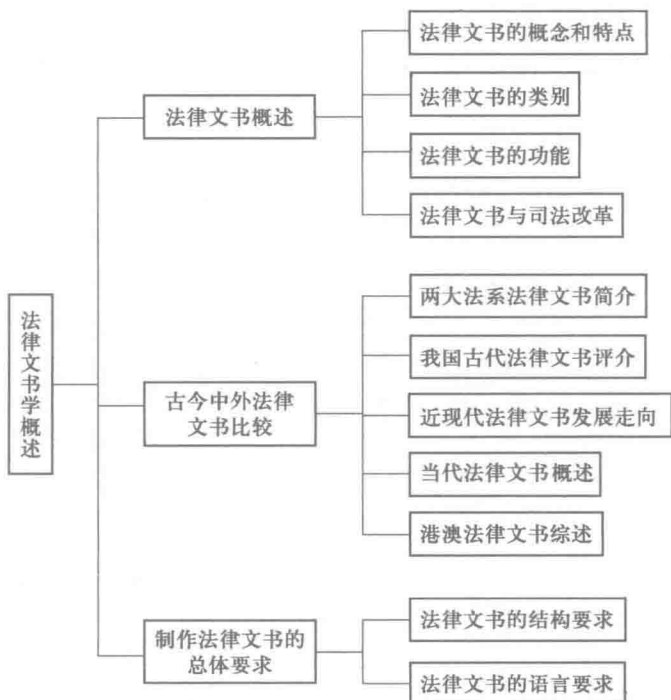 法律文书学概述
法律文书概述
法律文书的概念和特点
法律文书的类别
法律文书的功能
法律文书与司法改革
古今中外法律
文书比较
两大法系法律文书简介
我国古代法律文书评介
近现代法律文书发展走向
当代法律文书概述
港澳法律文书综述
制作法律文书的
总体要求
法律文书的结构要求
法律文书的语言要求